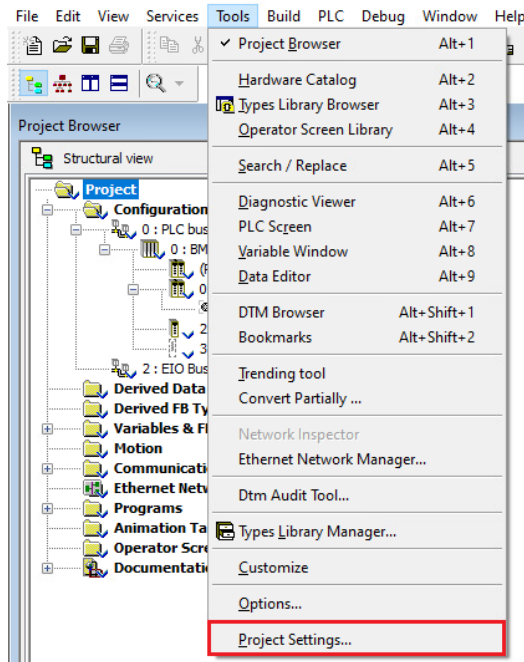 File Edit View Services Tools Build PLC Debug Window Help
Project Browser Alt+1
Hardware Catalog Alt+2
Types Library Browser Alt+3
Operator Screen Library Alt+4
Search / Replace Alt+5
Diagnostic Viewer Alt+6
PLC Screen Alt+7
Variable Window Alt+8
Data Editor Alt+9
DTM Browser Alt+Shift+1
Bookmarks Alt+Shift+2
Trending tool
Convert Partially ...
Network Inspector
Ethernet Network Manager...
Dtm Audit Tool...
Types Library Manager...
Customize
Options...
Project Settings...
Project Browser
Structural view
Project
Configuration
0 : PLC bus
0 : BM
(P
0
2
3
2 : EIO Bus
Derived Data
Derived FB Ty
Variables & FB
Motion
Communicati
Ethernet Netw
Programs
Animation Ta
Operator Scre
Documentati